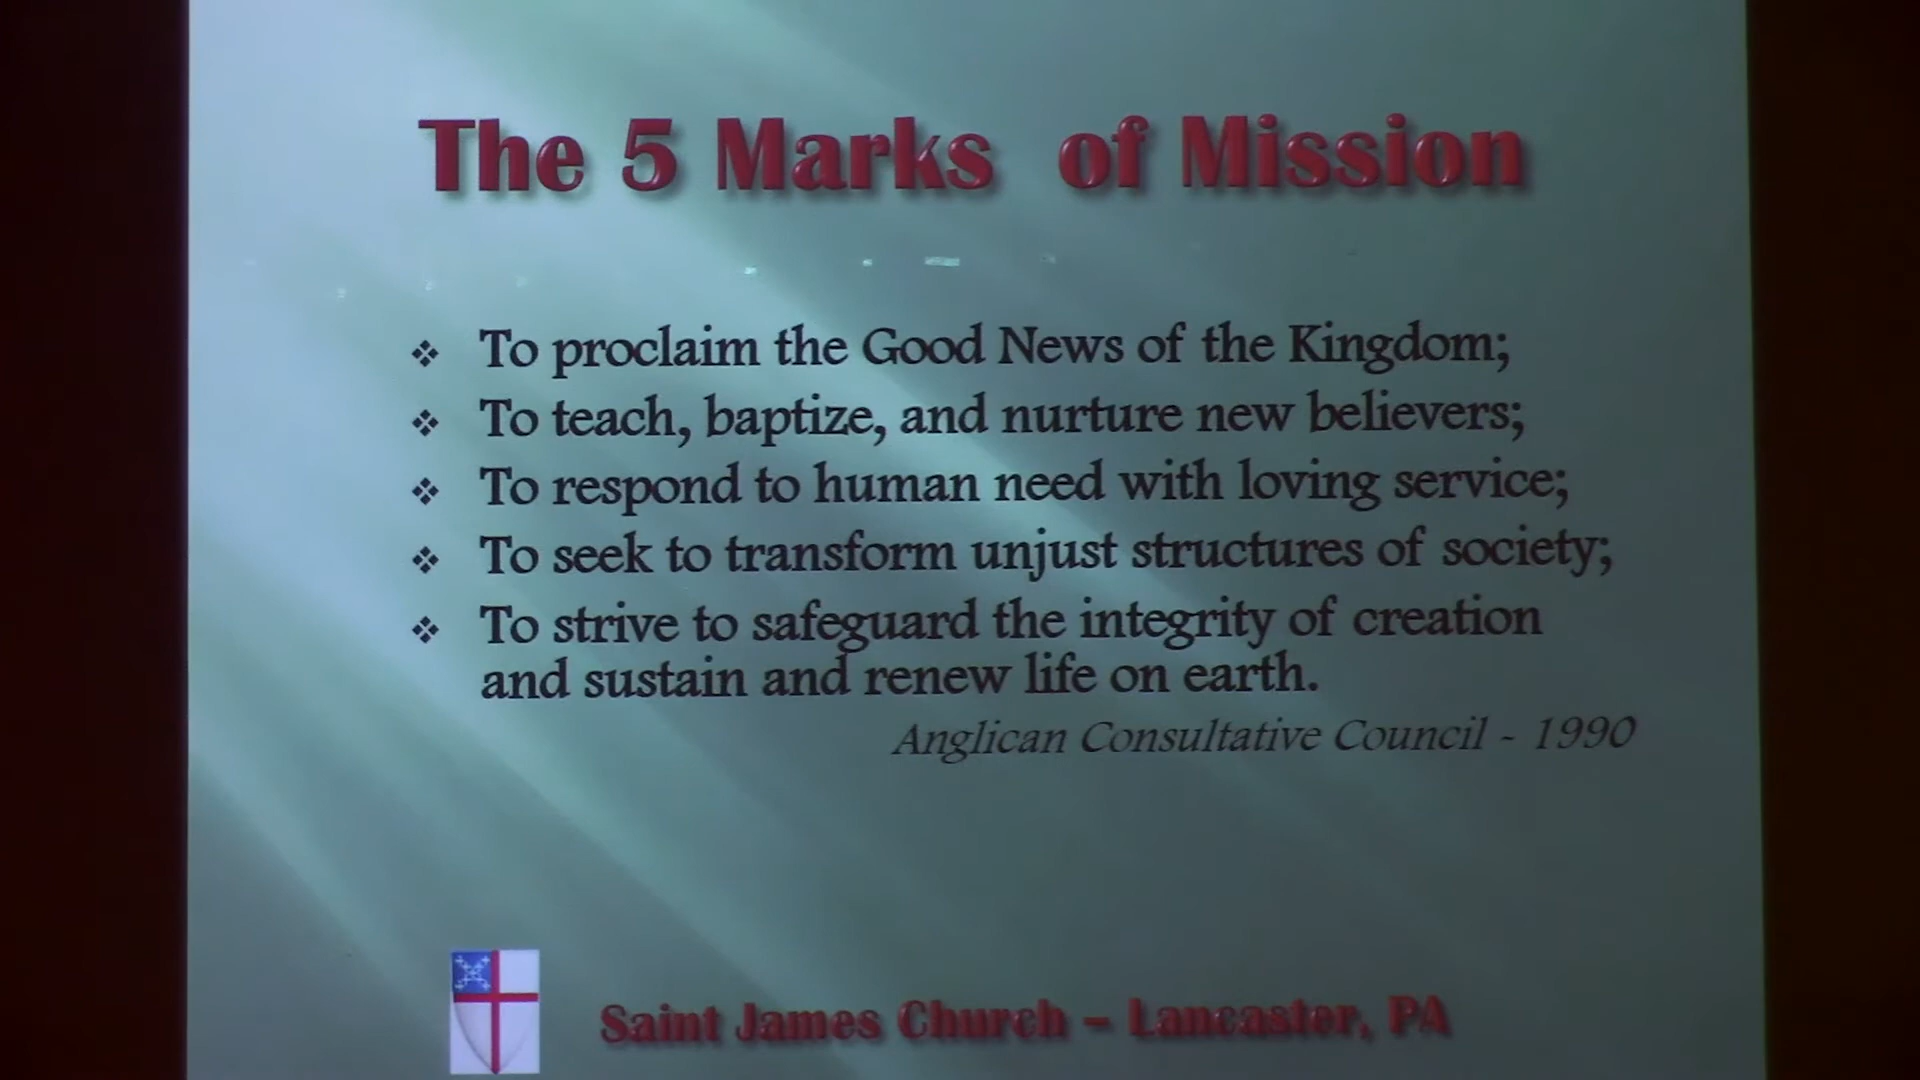 The 5 Marks of Mission
❖ To proclaim the Good News of the Kingdom;
❖ To teach, baptize, and nurture new believers;
❖ To respond to human need with loving service;
❖ To seek to transform unjust structures of society;
❖ To strive to safeguard the integrity of creation
and sustain and renew life on earth.
Anglican Consultative Council - 1990
Saint James Church – Lancaster, PA